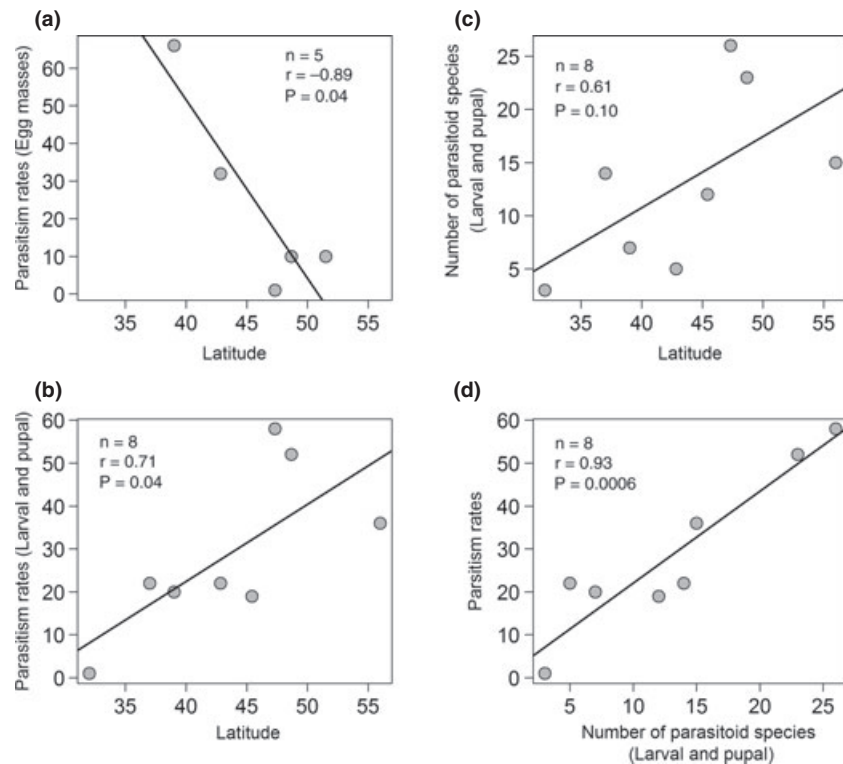 (a)
Parasitsim rates (Egg masses)
60
50
40
30
20
10
0
n = 5
r = –0.89
P = 0.04
35 40 45 50 55
Latitude
(b)
Parasitism rates (Larval and pupal)
60
50
40
30
20
10
0
n = 8
r = 0.71
P = 0.04
35 40 45 50 55
Latitude
(c)
Number of parasitoid species
(Larval and pupal)
25
20
15
10
5
n = 8
r = 0.61
P = 0.10
35 40 45 50 55
Latitude
(d)
Parsitism rates
60
50
40
30
20
10
0
n = 8
r = 0.93
P = 0.0006
5 10 15 20 25
Number of parasitoid species
(Larval and pupal)